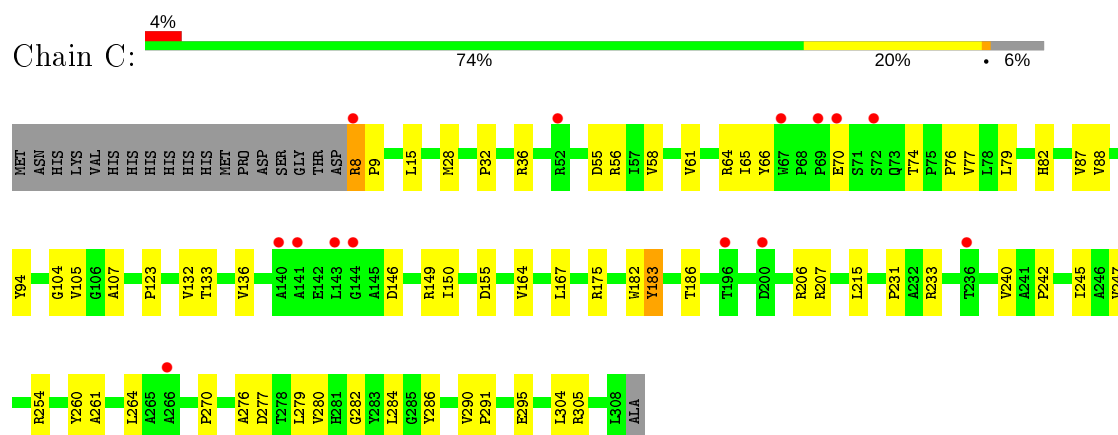 4%
Chain C:
74% 20% • 6%
MET ASN HIS LYS VAL HIS HIS HIS HIS HIS HIS MET PRO ASP SER GLY THR ASP R8 P9 L15 M28 P32 R36 R52 D55 R56 I57 V58 V61 R64 I65 Y66 W67 P68 P69 E70 S71 S72 Q73 T74 P75 P76 V77 L78 L79 H82 V87 V88
Y94 G104 V105 G106 A107 P123 V132 T133 V136 A140 A141 E142 L143 G144 A145 D146 R149 I150 D155 V164 L167 R175 W182 Y183 T186 T196 D200 R206 R207 L215 P231 A232 R233 T236 V240 A241 P242 I245 A246 V247
R254 Y260 A261 L264 A265 A266 P270 A276 D277 T278 L279 V280 H281 G282 Y283 L284 G285 Y286 V290 P291 E295 L304 R305 L308 ALA